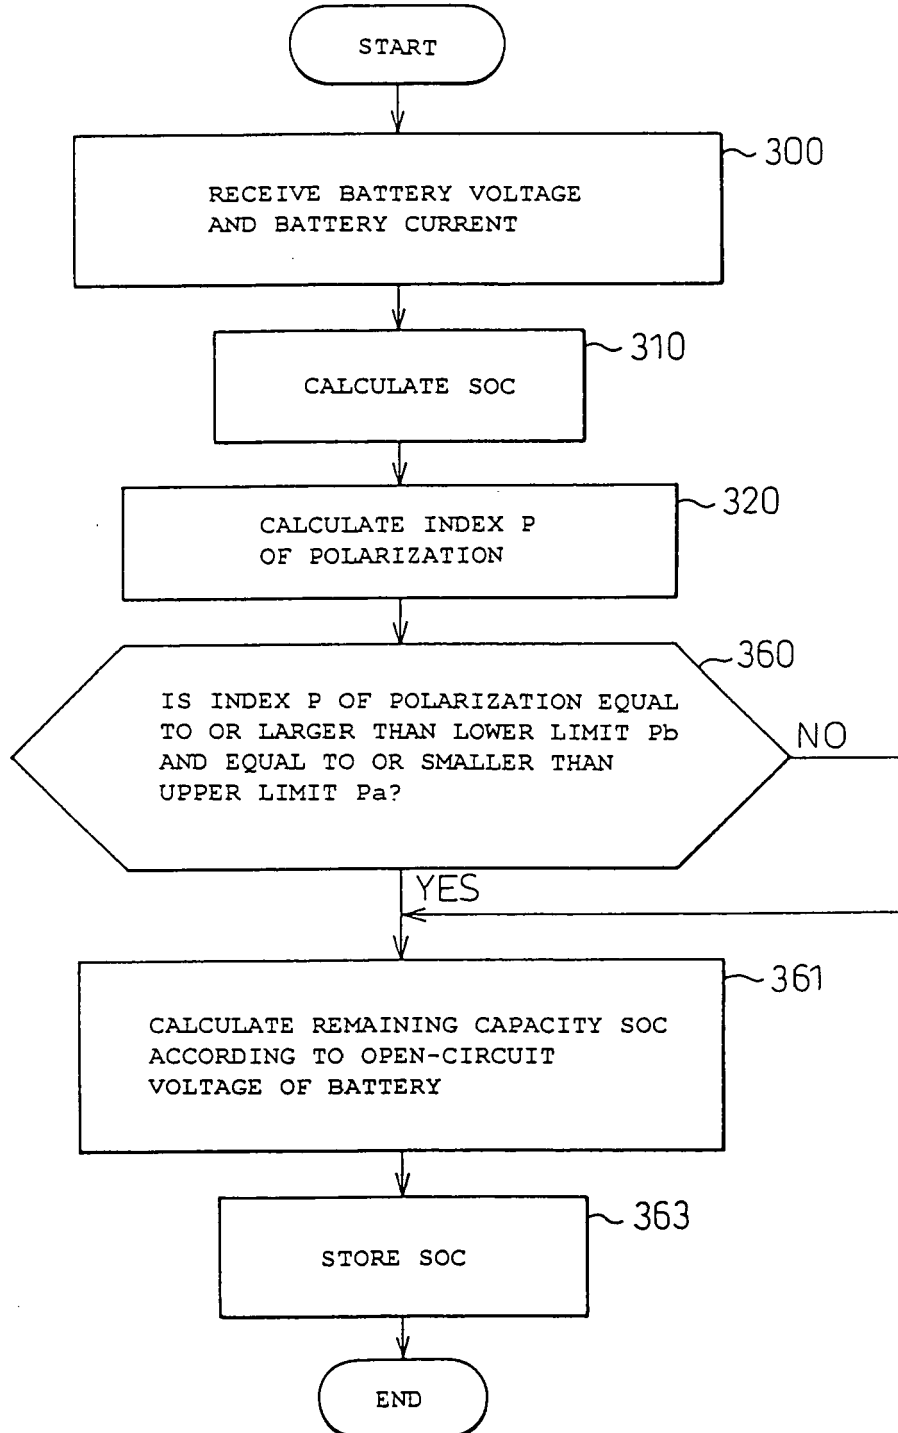 START
300
RECEIVE BATTERY VOLTAGE
AND BATTERY CURRENT
310
CALCULATE SOC
320
CALCULATE INDEX P
OF POLARIZATION
360
IS INDEX P OF POLARIZATION EQUAL
TO OR LARGER THAN LOWER LIMIT Pb
AND EQUAL TO OR SMALLER THAN
UPPER LIMIT Pa?
NO
YES
361
CALCULATE REMAINING CAPACITY SOC
ACCORDING TO OPEN-CIRCUIT
VOLTAGE OF BATTERY
363
STORE SOC
END